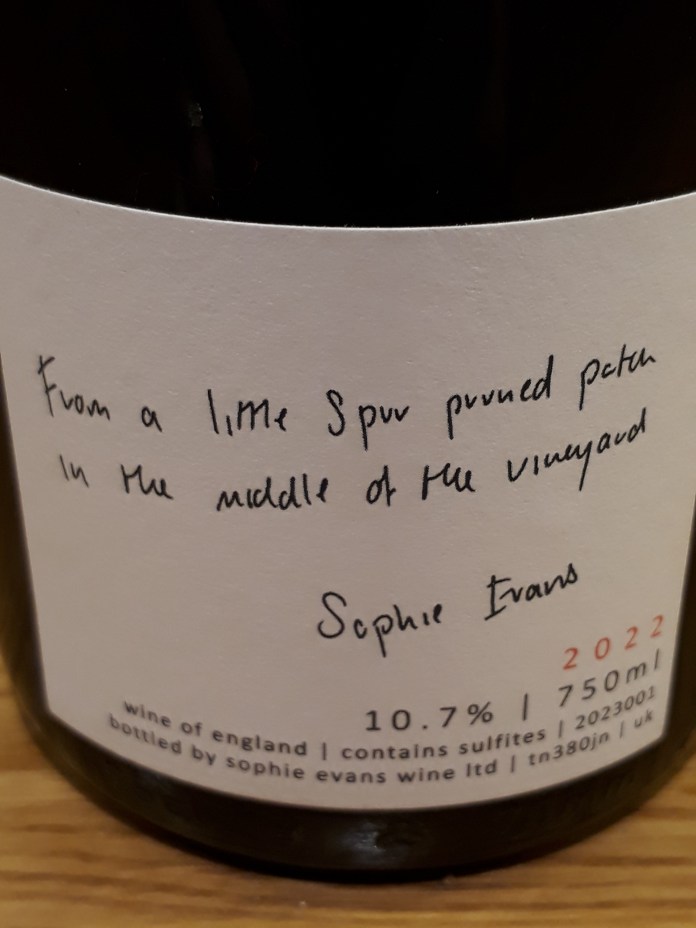 From a little Spur pruned patch
in the middle of the vineyard
Sophie Evans
2022
10.7% | 750ml
wine of england | contains sulfites | 2023001
bottled by sophie evans wine ltd | tn380jn | uk